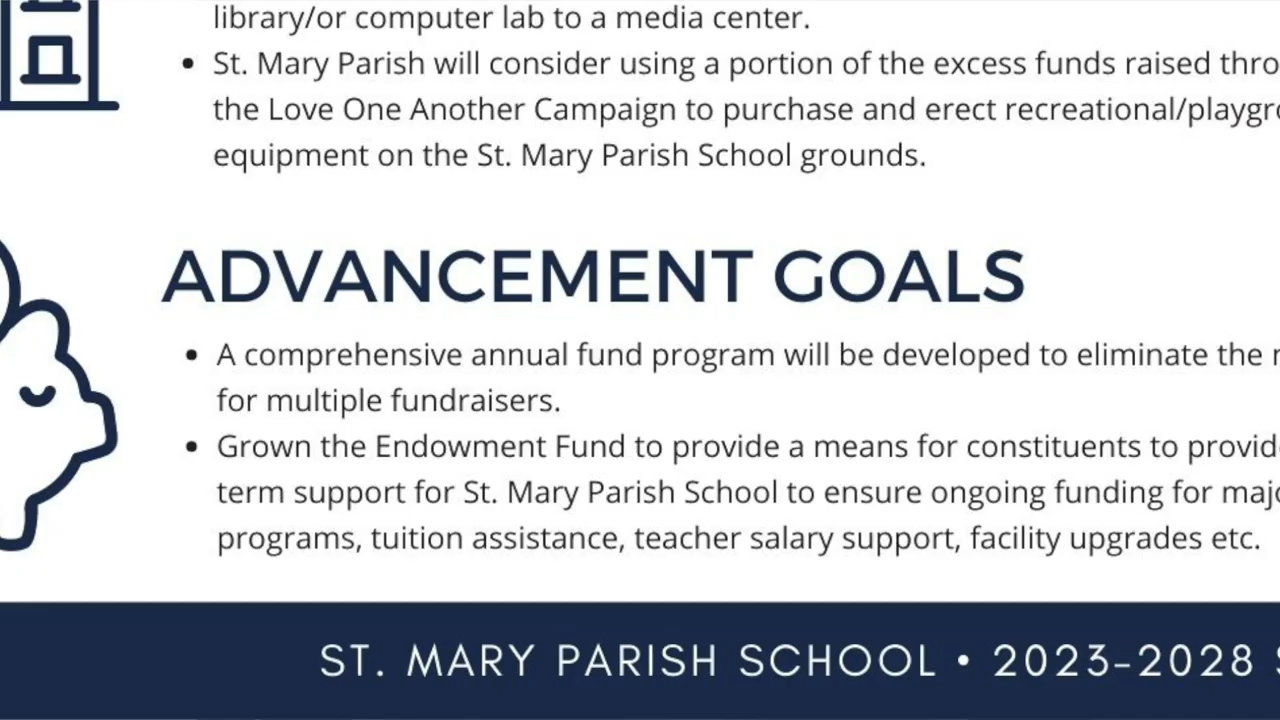 library/or computer lab to a media center.
• St. Mary Parish will consider using a portion of the excess funds raised thro
the Love One Another Campaign to purchase and erect recreational/playgr
equipment on the St. Mary Parish School grounds.
ADVANCEMENT GOALS
• A comprehensive annual fund program will be developed to eliminate the
for multiple fundraisers.
• Grown the Endowment Fund to provide a means for constituents to provid
term support for St. Mary Parish School to ensure ongoing funding for maj
programs, tuition assistance, teacher salary support, facility upgrades etc.
ST. MARY PARISH SCHOOL • 2023-2028